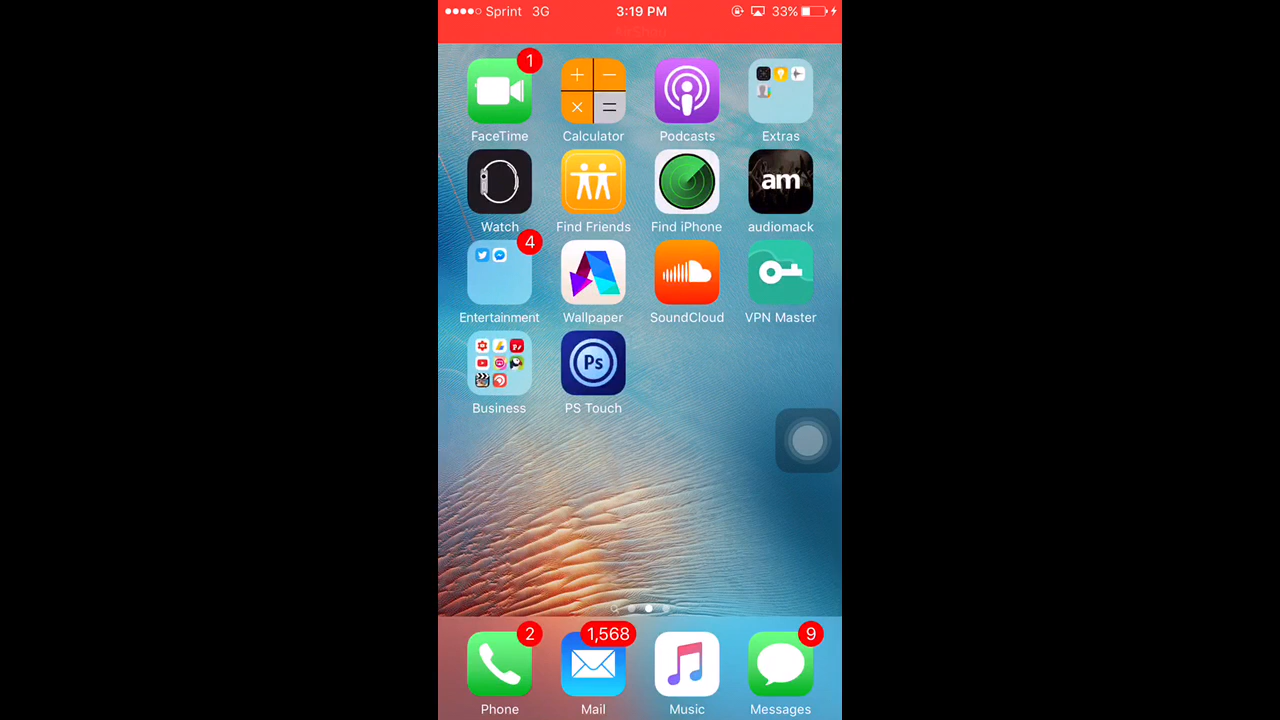 Sprint 3G 3:19 PM 33%
1
FaceTime Calculator Podcasts Extras
am
Watch Find Friends Find iPhone audiomack
4
Entertainment Wallpaper SoundCloud VPN Master
Ps
Business PS Touch
2 1,568 9
Phone Mail Music Messages